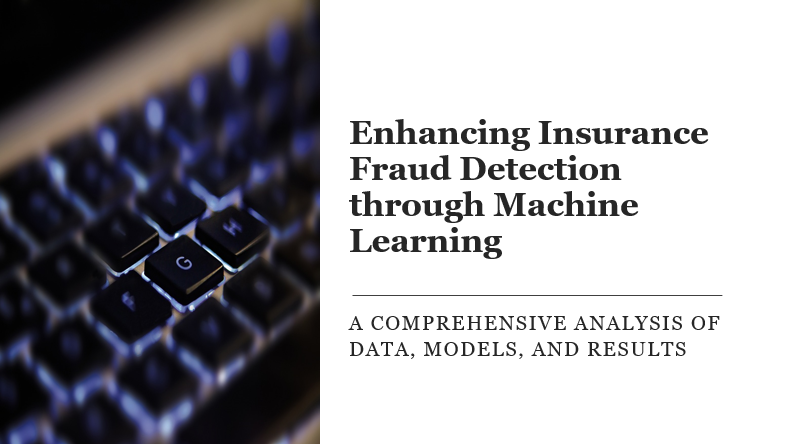 Enhancing Insurance
Fraud Detection
through Machine
Learning
A COMPREHENSIVE ANALYSIS OF
DATA, MODELS, AND RESULTS
G
H